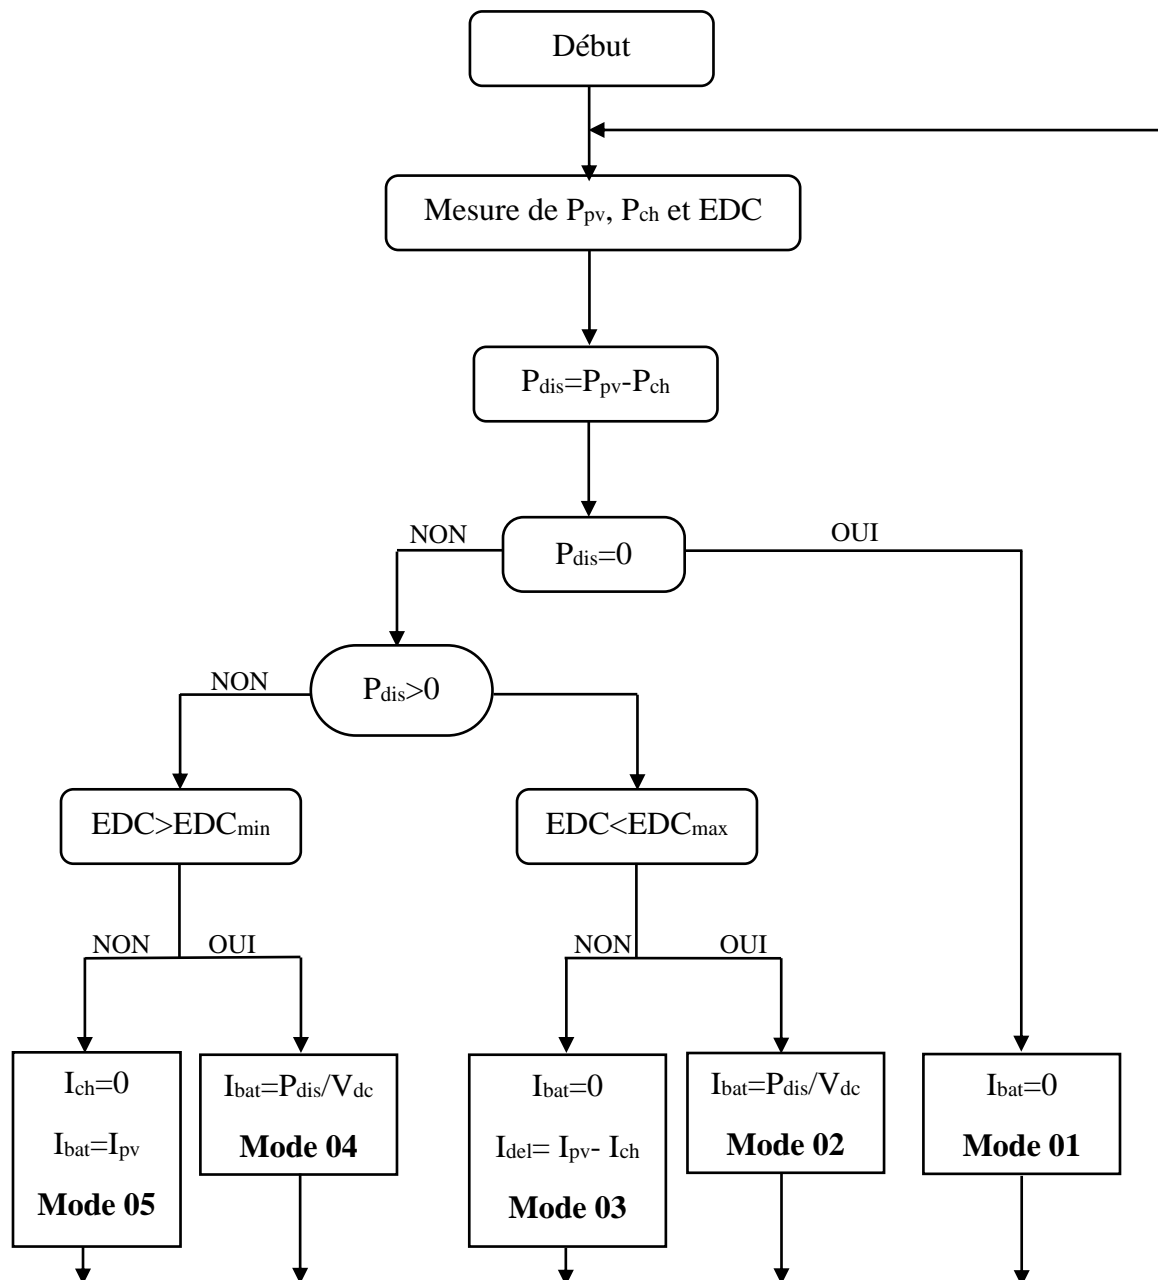 Début
Mesure de Ppv, Pch et EDC
Pdis=Ppv-Pch
NON
OUI
Pdis=0
NON
Pdis>0
EDC>EDCmin
EDC<EDCmax
NON
OUI
NON
OUI
Ich=0
Ibat=Ipv
Mode 05
Ibat=Pdis/Vdc
Mode 04
Ibat=0
Idel= Ipv- Ich
Mode 03
Ibat=Pdis/Vdc
Mode 02
Ibat=0
Mode 01